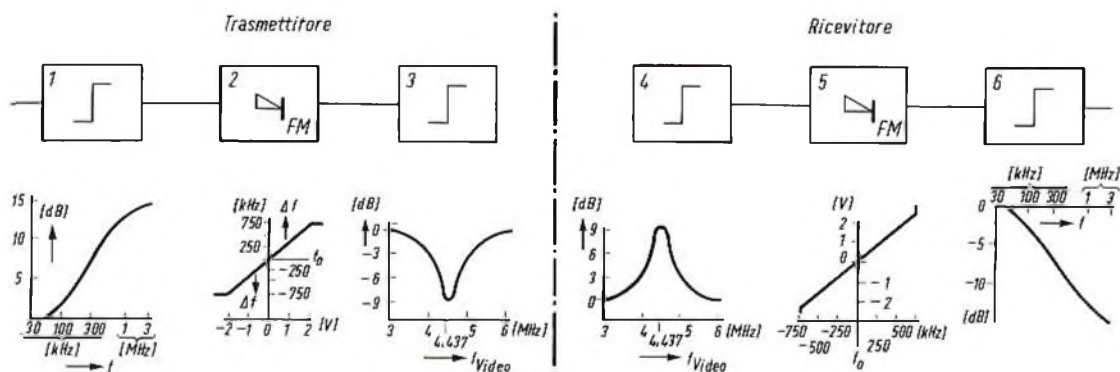 Trasmettitore
Ricevitore
1
2
FM
3
4
5
FM
6
15
10
5
[dB]
30 100 300 1 3
[kHz] [MHz]
f
[kHz] Δf
750
250
f₀
-250
-750
Δf
-2 -1 0 1 2 [V]
[dB]
0
-3
-6
-9
3 4 5 6 [MHz]
4,437
f Video
[dB]
9
6
3
0
3 4 5 6 [MHz]
4,437
f Video
[V]
2
1
0
-1
-2
-750 500 [kHz]
-500 f₀ 250
[kHz] [MHz]
30 100 300 1 3
f
0
-5
-10
[dB]